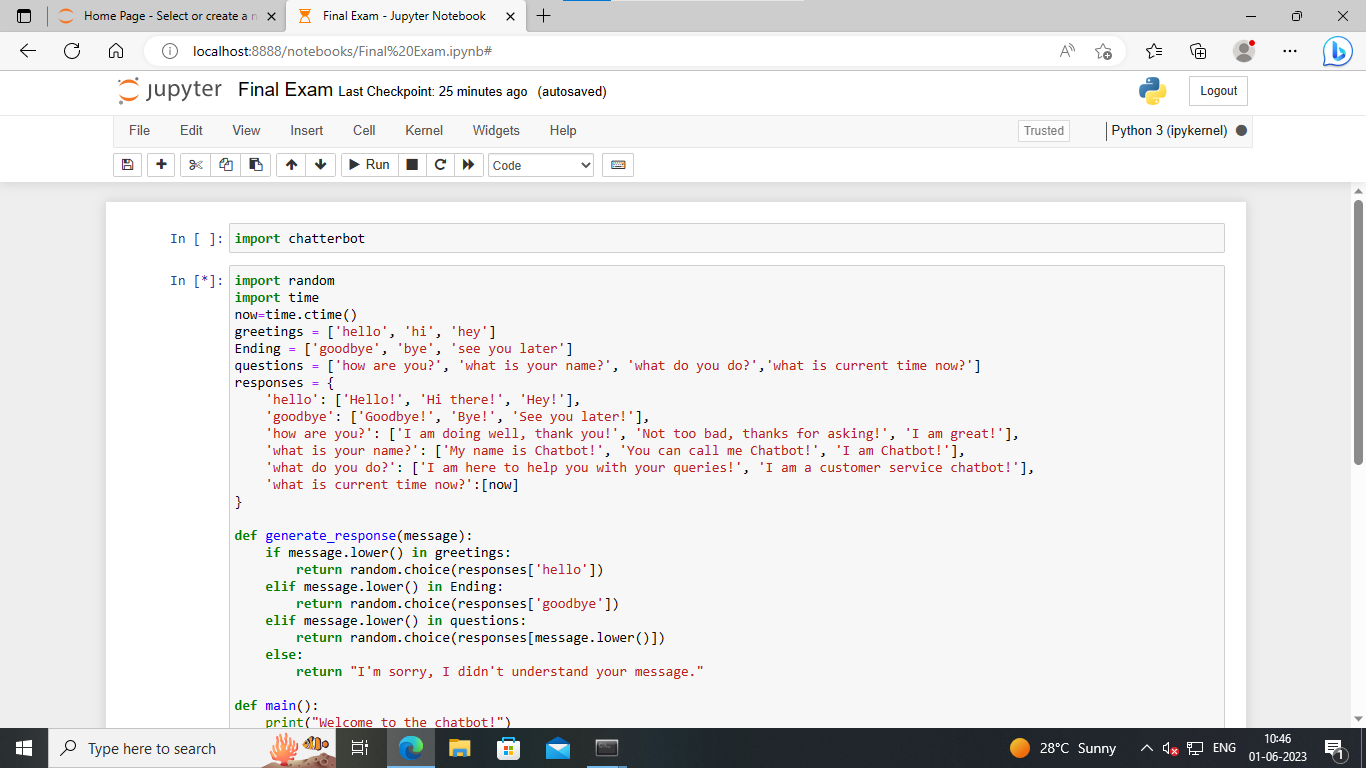 Home Page - Select or create a n
Final Exam - Jupyter Notebook
localhost:8888/notebooks/Final%20Exam.ipynb#
jupyter Final Exam Last Checkpoint: 25 minutes ago (autosaved)
Logout
File Edit View Insert Cell Kernel Widgets Help
Trusted
Python 3 (ipykernel)
Run
Code
In [ ]: import chatterbot
In [*]: import random
import time
now=time.ctime()
greetings = ['hello', 'hi', 'hey']
Ending = ['goodbye', 'bye', 'see you later']
questions = ['how are you?', 'what is your name?', 'what do you do?','what is current time now?']
responses = {
    'hello': ['Hello!', 'Hi there!', 'Hey!'],
    'goodbye': ['Goodbye!', 'Bye!', 'See you later!'],
    'how are you?': ['I am doing well, thank you!', 'Not too bad, thanks for asking!', 'I am great!'],
    'what is your name?': ['My name is Chatbot!', 'You can call me Chatbot!', 'I am Chatbot!'],
    'what do you do?': ['I am here to help you with your queries!', 'I am a customer service chatbot!'],
    'what is current time now?':[now]
}
def generate_response(message):
    if message.lower() in greetings:
        return random.choice(responses['hello'])
    elif message.lower() in Ending:
        return random.choice(responses['goodbye'])
    elif message.lower() in questions:
        return random.choice(responses[message.lower()])
    else:
        return "I'm sorry, I didn't understand your message."
def main():
    print("Welcome to the chatbot!")
Type here to search
28°C Sunny
ENG
10:46
01-06-2023
1